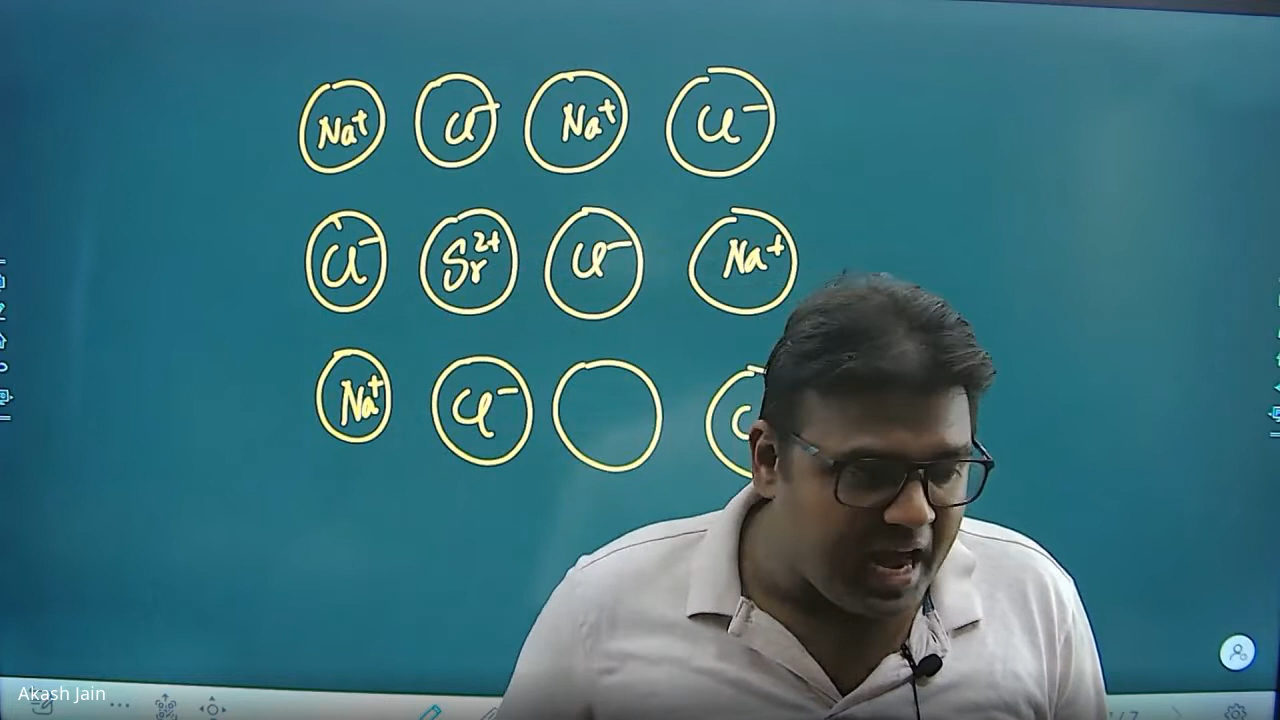 Na⁺ Cl⁻ Na⁺ Cl⁻
Cl⁻ Sr²⁺ Cl⁻ Na⁺
Na⁺ Cl⁻
Akash Jain